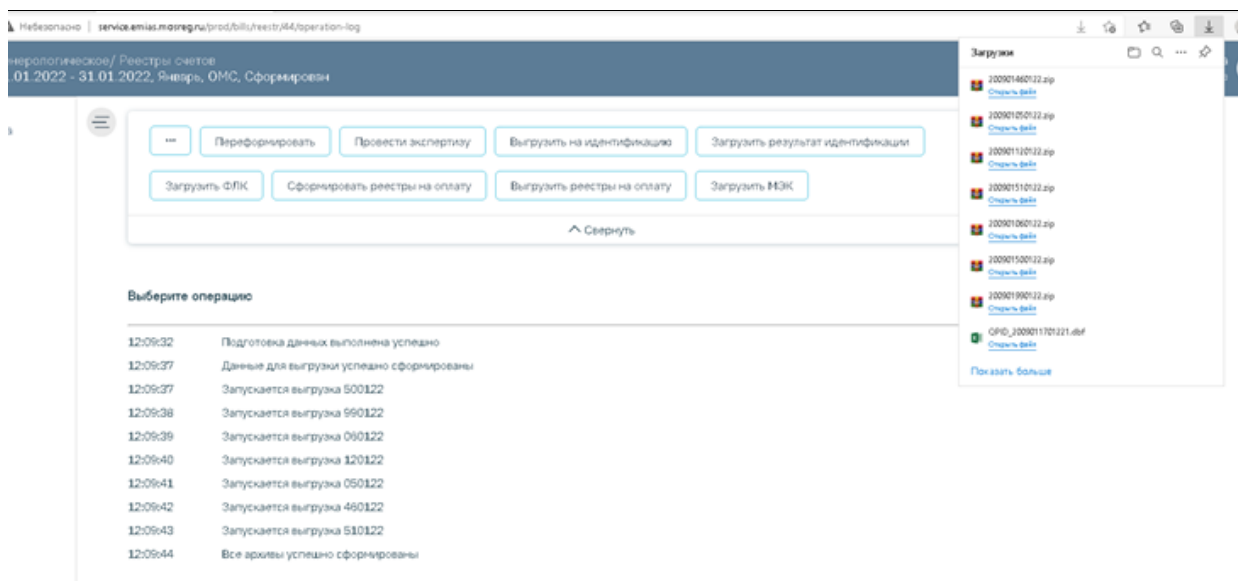 Небезопасно | service.emias.mosreg.ru/prod/bills/reestr/44/operation-log
нерологическое/ Реестры счетов
.01.2022 - 31.01.2022, Январь, ОМС, Сформирован
... Переформировать Провести экспертизу Выгрузить на идентификацию Загрузить результат идентификации
Загрузить ФЛК Сформировать реестры на оплату Выгрузить реестры на оплату Загрузить МЭК
Свернуть
Выберите операцию
12:09:32 Подготовка данных выполнена успешно
12:09:37 Данные для выгрузки успешно сформированы
12:09:37 Запускается выгрузка 500122
12:09:38 Запускается выгрузка 990122
12:09:39 Запускается выгрузка 060122
12:09:40 Запускается выгрузка 120122
12:09:41 Запускается выгрузка 050122
12:09:42 Запускается выгрузка 460122
12:09:43 Запускается выгрузка 510122
12:09:44 Все архивы успешно сформированы
Загрузки
200901460122.zip
Открыть файл
200901050122.zip
Открыть файл
200901120122.zip
Открыть файл
200901510122.zip
Открыть файл
200901060122.zip
Открыть файл
200901500122.zip
Открыть файл
200901990122.zip
Открыть файл
QPID_2009011701221.dbf
Открыть файл
Показать больше